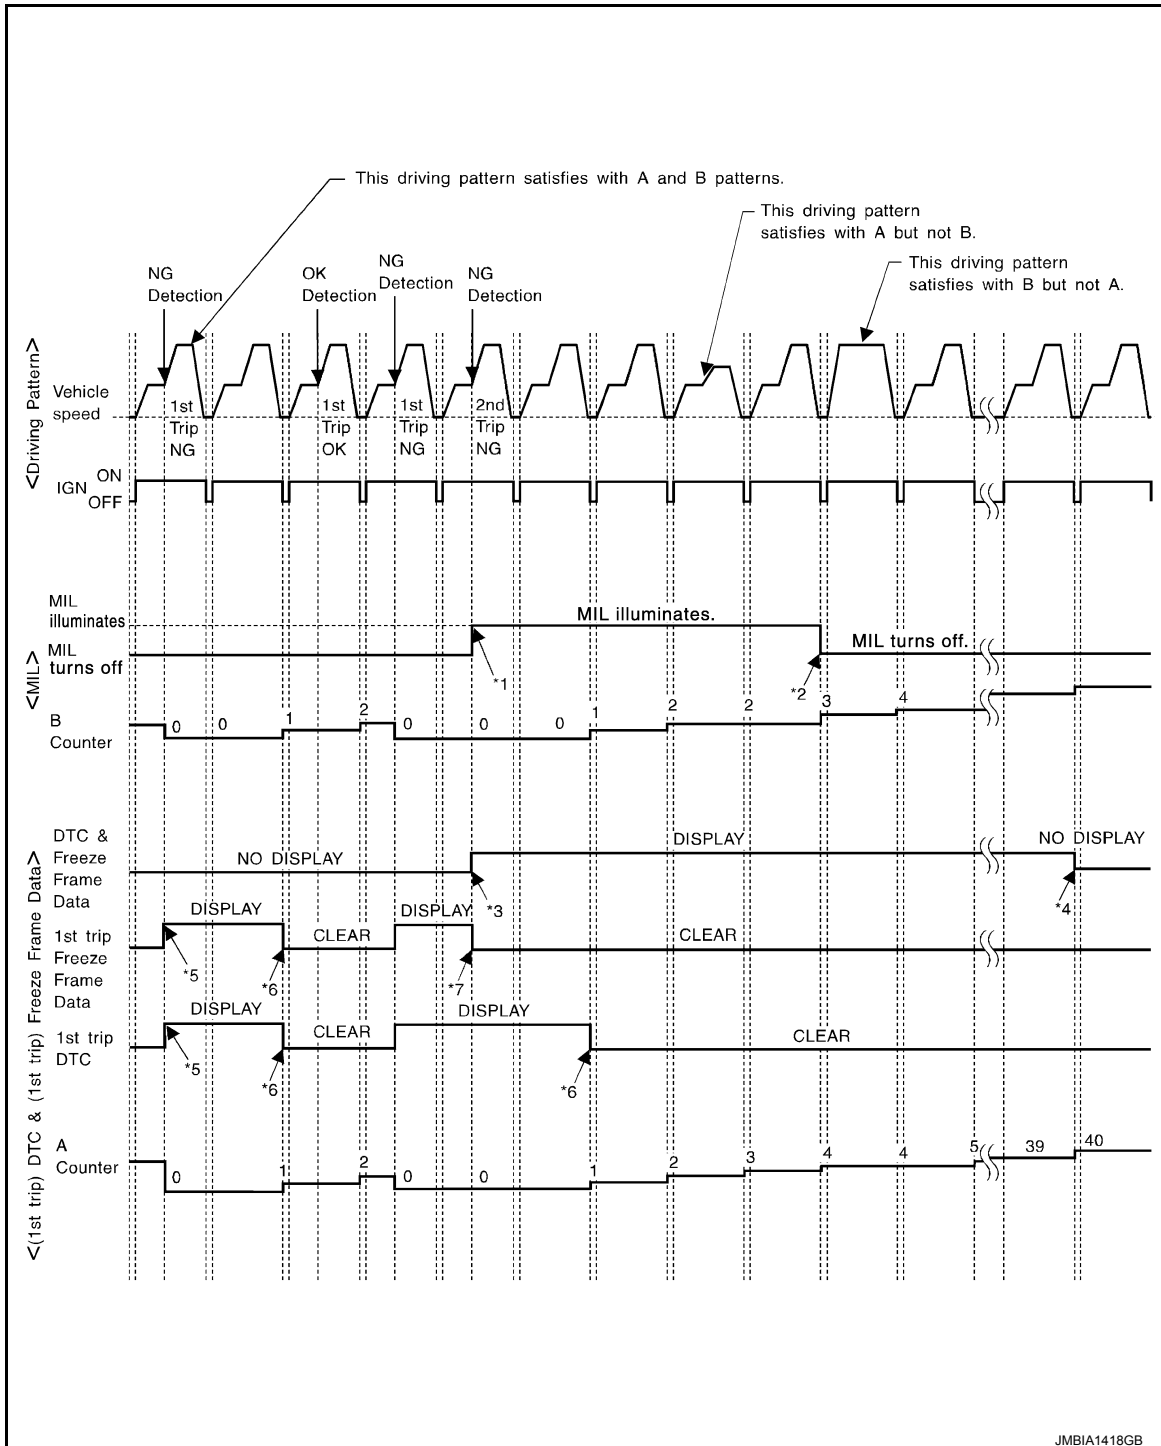 This driving pattern satisfies with A and B patterns.
This driving pattern
satisfies with A but not B.
This driving pattern
satisfies with B but not A.
NG
Detection
OK
Detection
NG
Detection
NG
Detection
<Driving Pattern>
Vehicle
speed
1st
Trip
NG
1st
Trip
OK
1st
Trip
NG
2nd
Trip
NG
IGN
ON
OFF
<MIL>
MIL
illuminates
MIL
turns off
MIL illuminates.
MIL turns off.
*1
*2
B
Counter
0 0 1 2 0 0 0 1 2 2 3 4
<(1st trip) DTC & (1st trip) Freeze Frame Data>
DTC &
Freeze
Frame
Data
NO DISPLAY
DISPLAY
NO DISPLAY
*3
*4
1st trip
Freeze
Frame
Data
DISPLAY
CLEAR
DISPLAY
CLEAR
*5
*6
*7
1st trip
DTC
DISPLAY
CLEAR
DISPLAY
CLEAR
*5
*6
*6
A
Counter
0 1 2 0 0 1 2 3 4 4 5 39 40
JMBIA1418GB